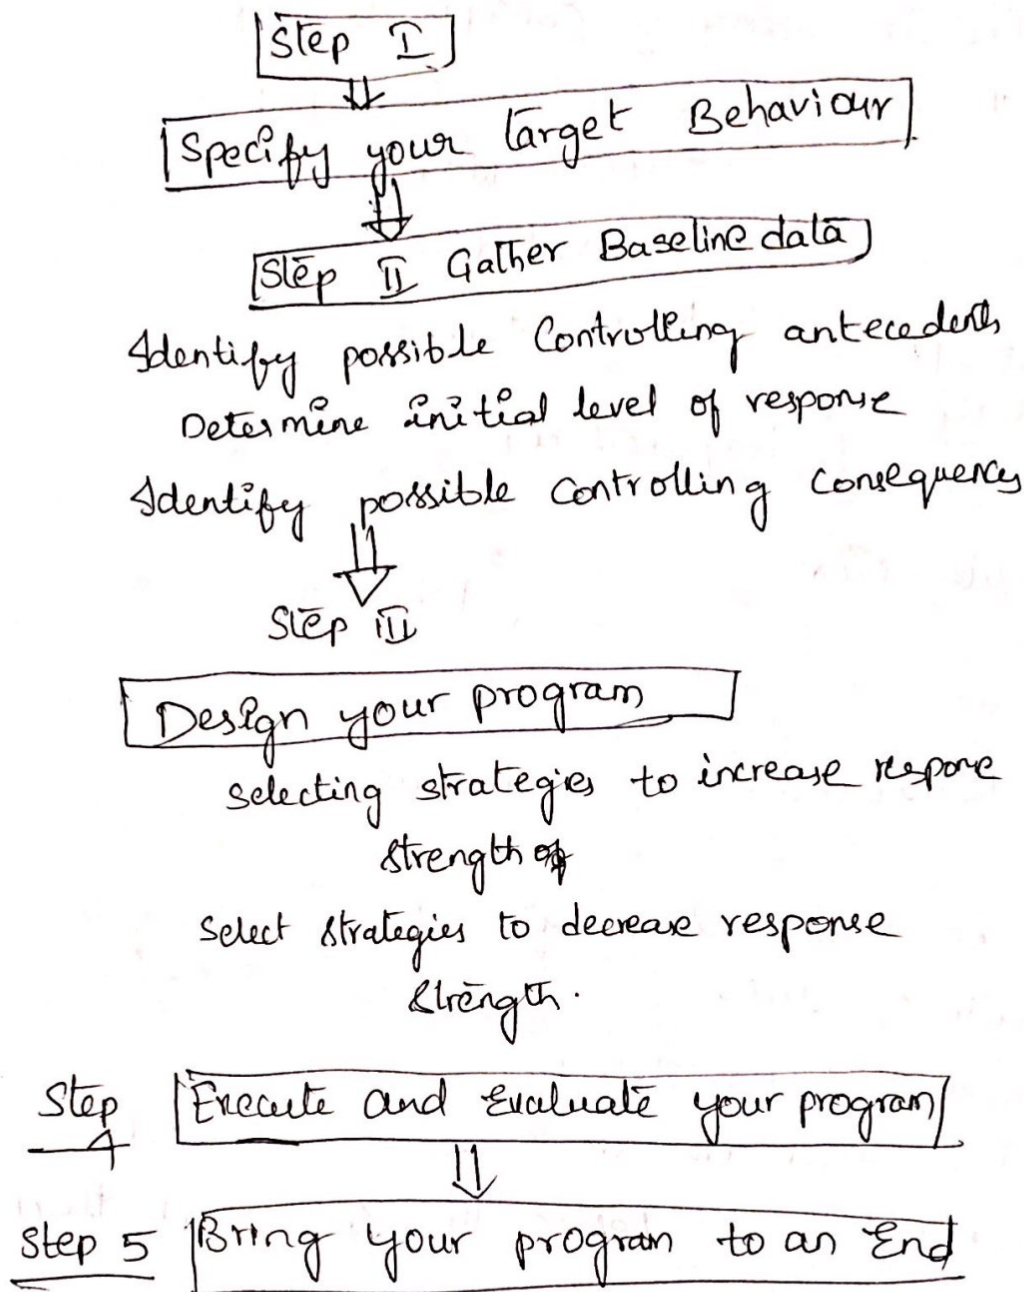 Step I
Specify your target Behaviour
Step II Gather Baseline data
Identify possible Controlling antecedents
Determine initial level of response
Identify possible controlling consequences
Step III
Design your program
Selecting strategies to increase respone
strength of
Select strategies to decrease response
strength.
Step 4 Execute and Evaluate your program
Step 5 Bring your program to an End